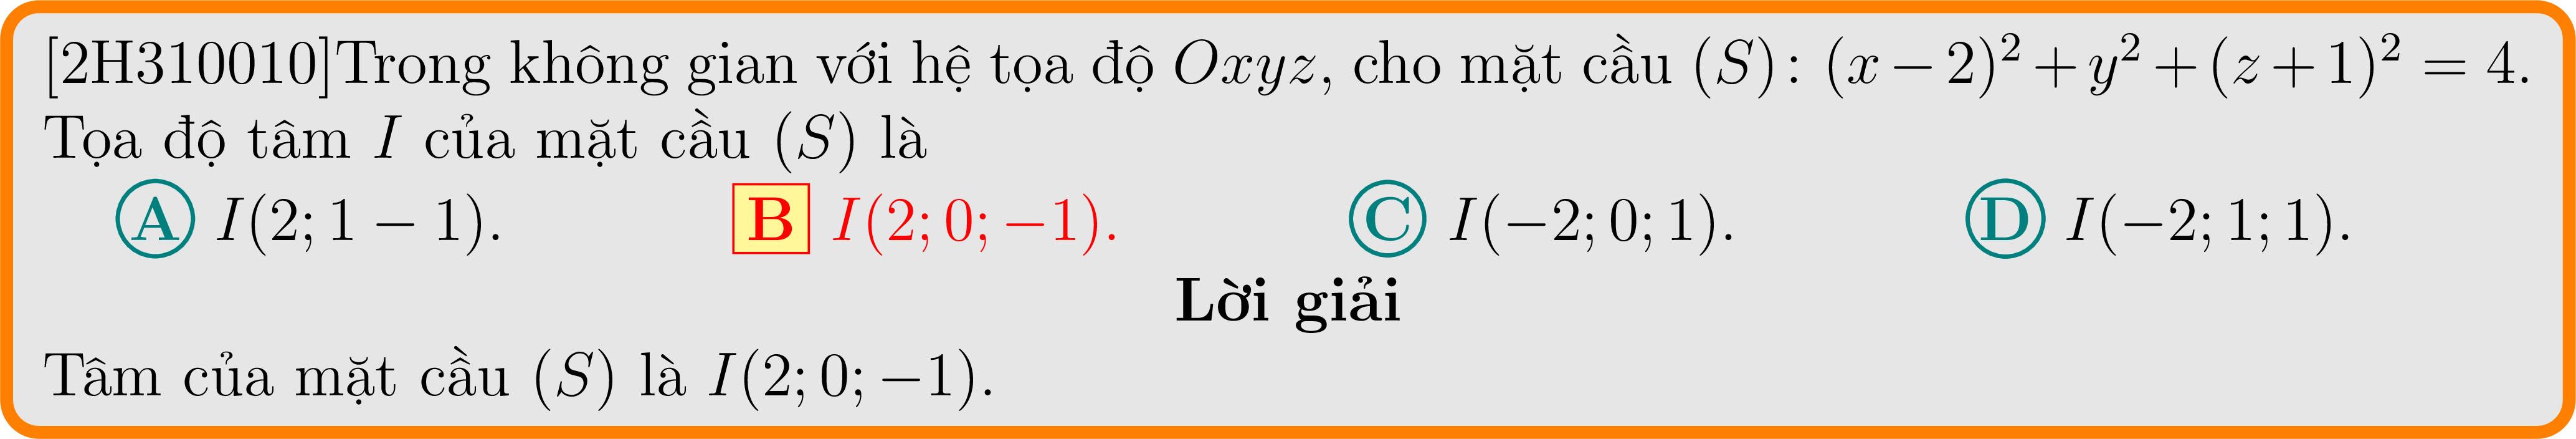 [2H310010]Trong không gian với hệ tọa độ Oxyz, cho mặt cầu (S): (x − 2)² + y² + (z + 1)² = 4.
Tọa độ tâm I của mặt cầu (S) là
A I(2; 1 − 1). B I(2; 0; −1). C I(−2; 0; 1). D I(−2; 1; 1).
Lời giải
Tâm của mặt cầu (S) là I(2; 0; −1).